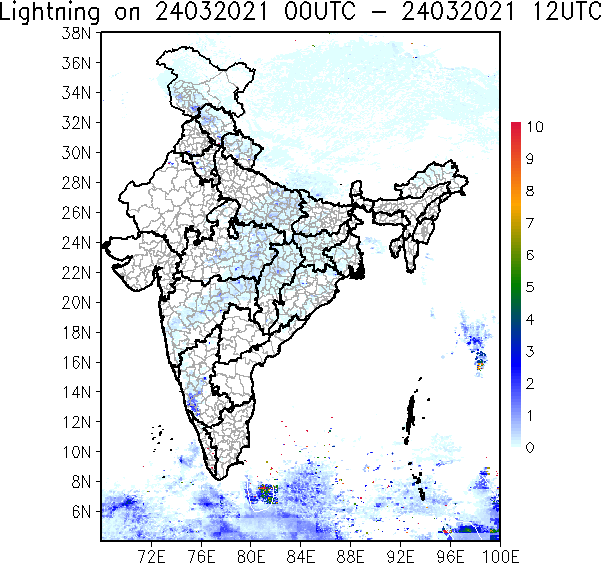 Lightning on 24032021 00UTC – 24032021 12UTC
38N
36N
34N
32N
30N
28N
26N
24N
22N
20N
18N
16N
14N
12N
10N
8N
6N
72E 76E 80E 84E 88E 92E 96E 100E
10
9
8
7
6
5
4
3
2
1
0